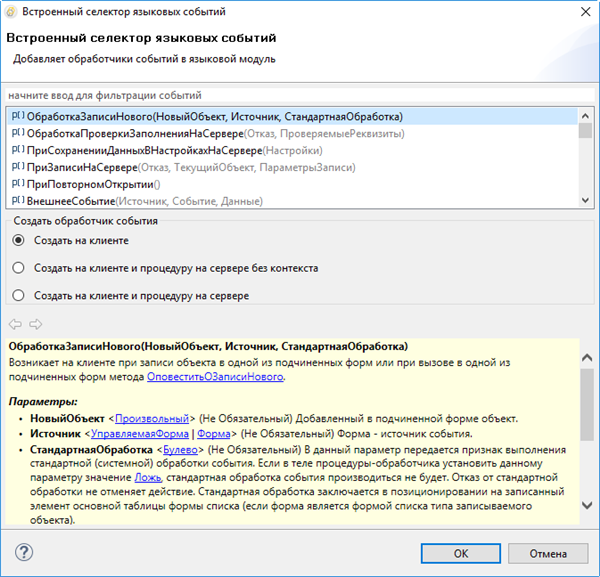 Встроенный селектор языковых событий
Встроенный селектор языковых событий
Добавляет обработчики событий в языковой модуль
начните ввод для фильтрации событий
p() ОбработкаЗаписиНового(НовыйОбъект, Источник, СтандартнаяОбработка)
p() ОбработкаПроверкиЗаполненияНаСервере(Отказ, ПроверяемыеРеквизиты)
p() ПриСохраненииДанныхВНастройкахНаСервере(Настройки)
p() ПриЗаписиНаСервере(Отказ, ТекущийОбъект, ПараметрыЗаписи)
p() ПриПовторномОткрытии()
p() ВнешнееСобытие(Источник, Событие, Данные)
Создать обработчик события
Создать на клиенте
Создать на клиенте и процедуру на сервере без контекста
Создать на клиенте и процедуру на сервере
ОбработкаЗаписиНового(НовыйОбъект, Источник, СтандартнаяОбработка)
Возникает на клиенте при записи объекта в одной из подчиненных форм или при вызове в одной из
подчиненных форм метода ОповеститьОЗаписиНового.
Параметры:
• НовыйОбъект <Произвольный> (Не Обязательный) Добавленный в подчиненной форме объект.
• Источник <УправляемаяФорма | Форма> (Не Обязательный) Форма - источник события.
• СтандартнаяОбработка <Булево> (Не Обязательный) В данный параметр передается признак выполнения
стандартной (системной) обработки события. Если в теле процедуры-обработчика установить данному
параметру значение Ложь, стандартная обработка события производиться не будет. Отказ от стандартной
обработки не отменяет действие. Стандартная обработка заключается в позиционировании на записанный
элемент основной таблицы формы списка (если форма является формой списка типа записываемого
объекта).
?
ОК
Отмена